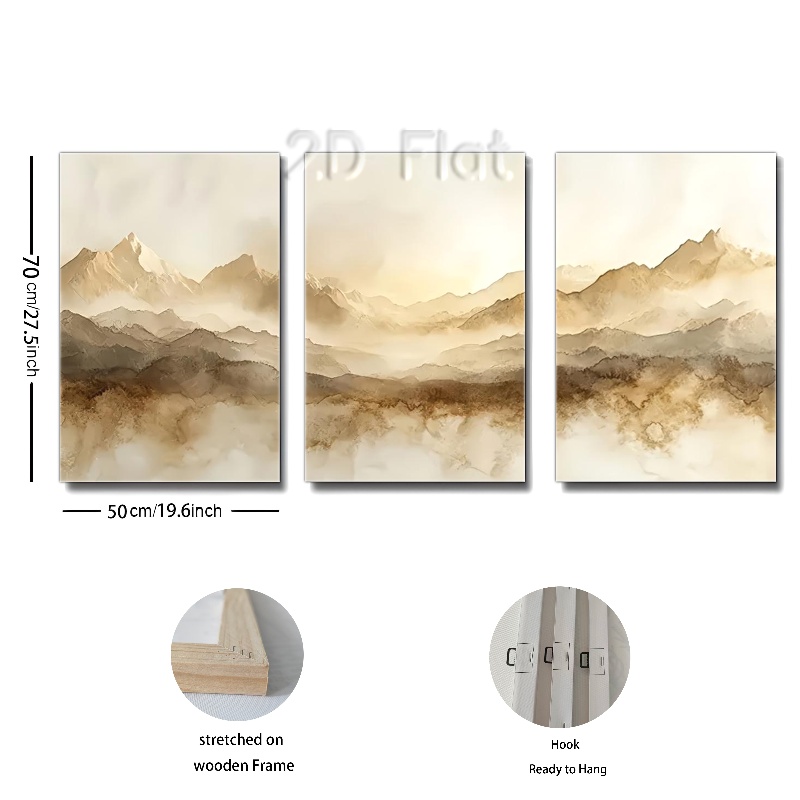 2D Flat
70 cm/27.5inch
50cm/19.6inch
stretched on
wooden Frame
Hook
Ready to Hang